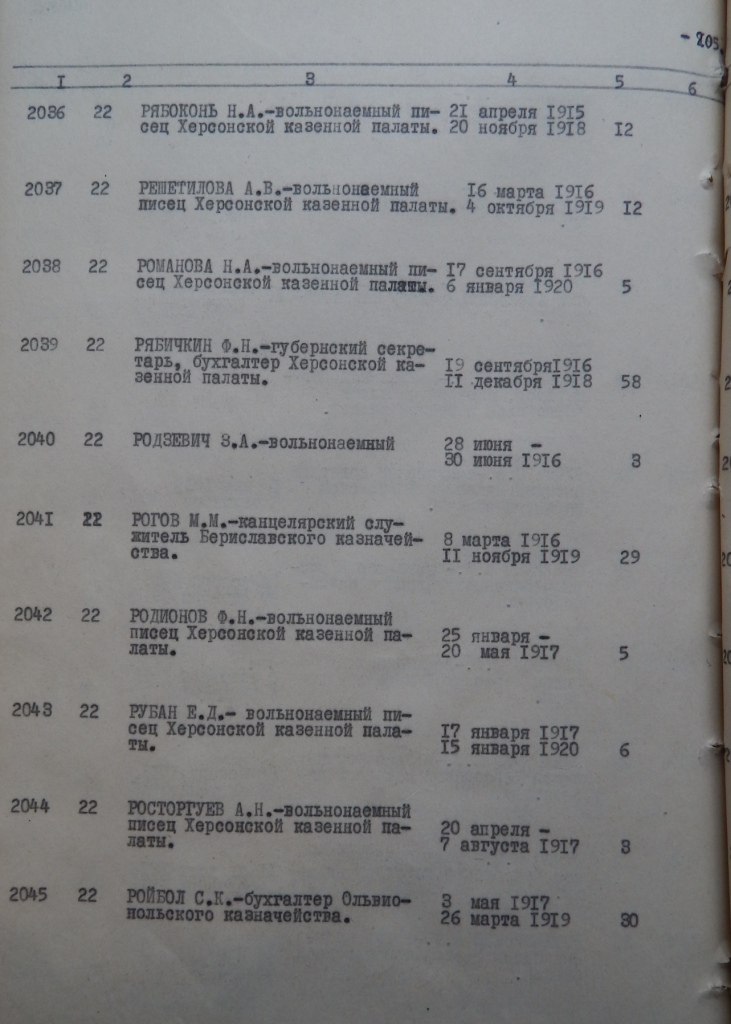 - 205.
I 2 3 4 5 6
2036 22 РЯБОКОНЬ Н.А.-вольнонаемный пи- 21 апреля 1915
сец Херсонской казенной палаты. 20 ноября 1918 12
2037 22 РЕШЕТИЛОВА А.В.-вольнонаемный 16 марта 1916
писец Херсонской казенной палаты. 4 октября 1919 12
2038 22 РОМАНОВА Н.А.-вольнонаемный пи- 17 сентября 1916
сец Херсонской казенной палаты. 6 января 1920 5
2039 22 РЯБИЧКИН Ф.Н.-губернский секре-
тарь, бухгалтер Херсонской ка- 19 сентября1916
зенной палаты. II декабря 1918 58
2040 22 РОДЗЕВИЧ З.А.-вольнонаемный 28 июня -
30 июня 1916 3
2041 22 РОГОВ М.М.-канцелярский слу-
житель Бериславского казначей- 8 марта 1916
ства. II ноября 1919 29
2042 22 РОДИОНОВ Ф.Н.-вольнонаемный
писец Херсонской казенной па- 25 января -
латы. 20 мая 1917 5
2043 22 РУБАН Е.Д.- вольнонаемный пи-
сец Херсонской казенной пала- 17 января 1917
ты. 15 января 1920 6
2044 22 РОСТОРГУЕВ А.Н.-вольнонаемный
писец Херсонской казенной па- 20 апреля -
латы. 7 августа 1917 3
2045 22 РОЙБОЛ С.К.-бухгалтер Ольвио- 3 мая 1917
польского казначейства. 26 марта 1919 30